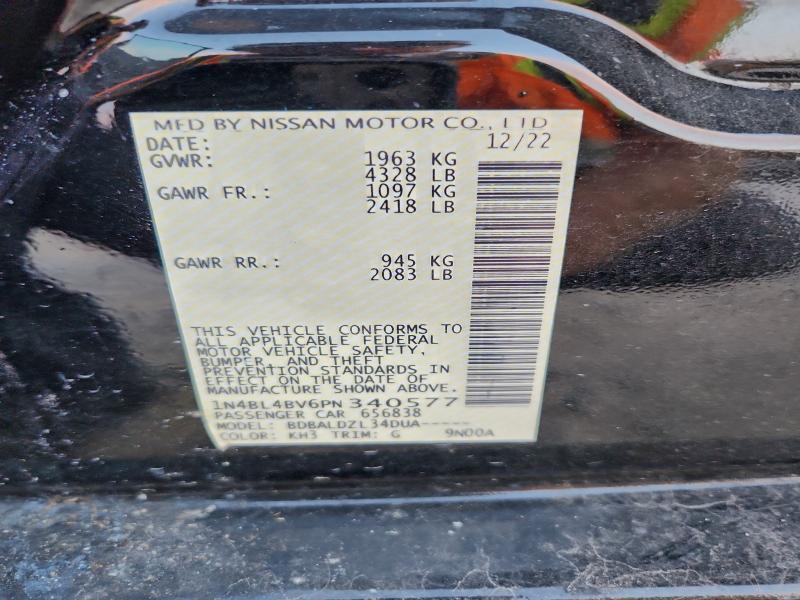 MFD BY NISSAN MOTOR CO., LTD
DATE: 12/22
GVWR: 1963 KG
4328 LB
GAWR FR.: 1097 KG
2418 LB
GAWR RR.: 945 KG
2083 LB
THIS VEHICLE CONFORMS TO
ALL APPLICABLE FEDERAL
MOTOR VEHICLE SAFETY,
BUMPER, AND THEFT
PREVENTION STANDARDS IN
EFFECT ON THE DATE OF
MANUFACTURE SHOWN ABOVE.
1N4BL4BV6PN340577
PASSENGER CAR 656838
MODEL: BDBALDZL34DUA-----
COLOR: KH3 TRIM: G 9N00A